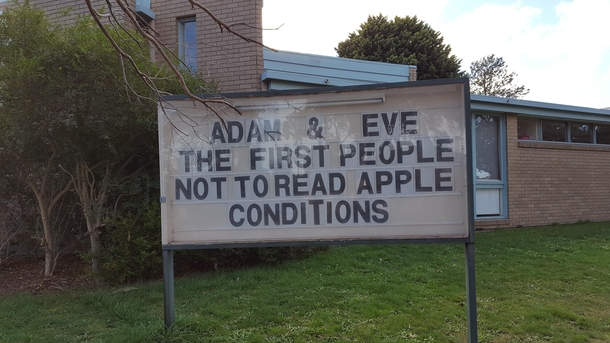 ADAM & EVE
THE FIRST PEOPLE
NOT TO READ APPLE
CONDITIONS